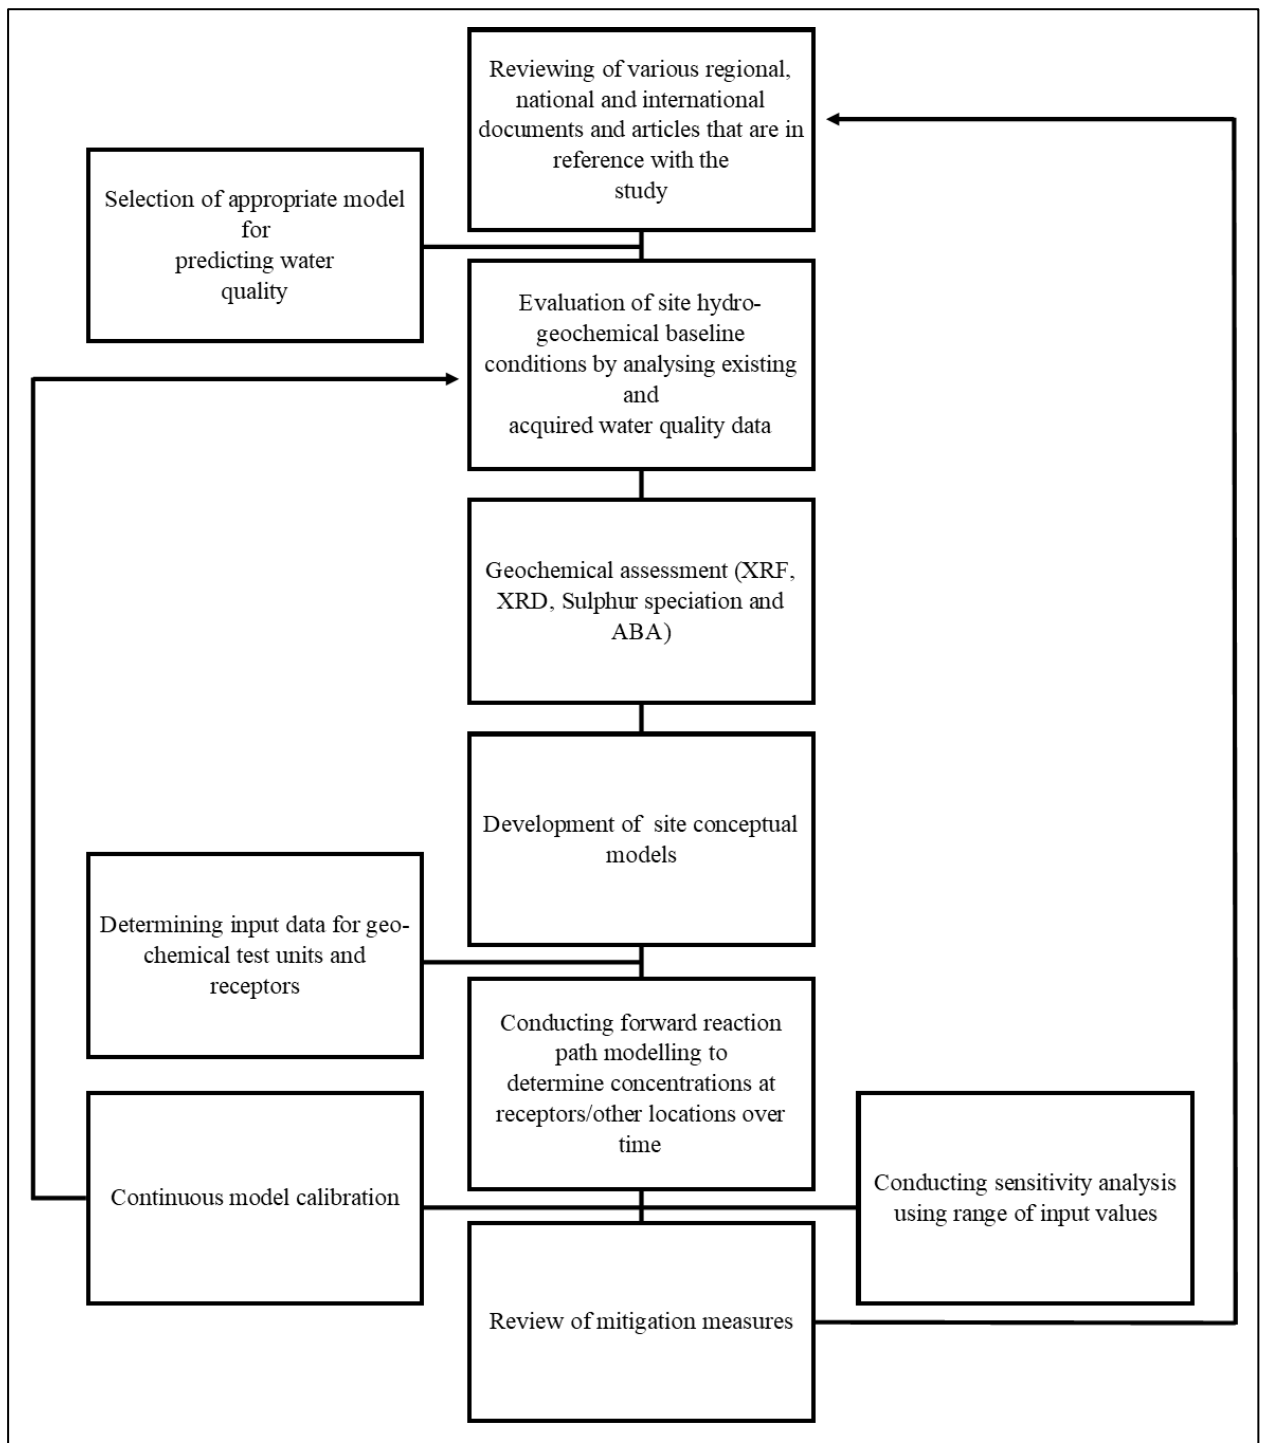 Reviewing of various regional,
national and international
documents and articles that are in
reference with the
study
Selection of appropriate model
for
predicting water
quality
Evaluation of site hydro-
geochemical baseline
conditions by analysing existing
and
acquired water quality data
Geochemical assessment (XRF,
XRD, Sulphur speciation and
ABA)
Development of site conceptual
models
Determining input data for geo-
chemical test units and
receptors
Conducting forward reaction
path modelling to
determine concentrations at
receptors/other locations over
time
Continuous model calibration
Conducting sensitivity analysis
using range of input values
Review of mitigation measures